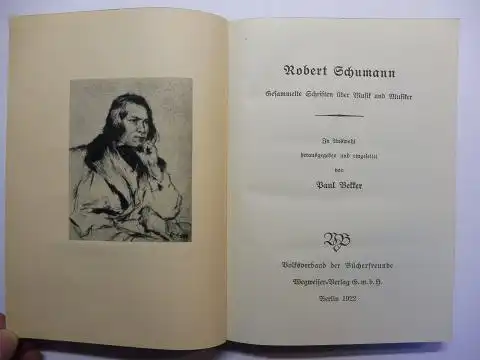 Robert Schumann
Gesammelte Schriften über Musik und Musiker
In Auswahl
herausgegeben und eingeleitet
von
Paul Bekker
VB
Volksverband der Bücherfreunde
Wegweiser-Verlag G.m.b.H.
Berlin 1922